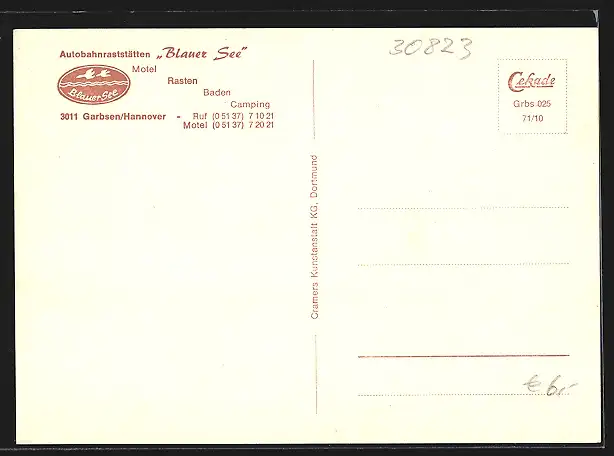 Autobahnraststätten „Blauer See"
Motel
Rasten
Baden
Camping
Blauer See
3011 Garbsen/Hannover - Ruf (0 51 37) 7 10 21
Motel (0 51 37) 7 20 21
30823
Cekade
Grbs 025
71/10
Cramers Kunstanstalt KG, Dortmund
€ 6,-